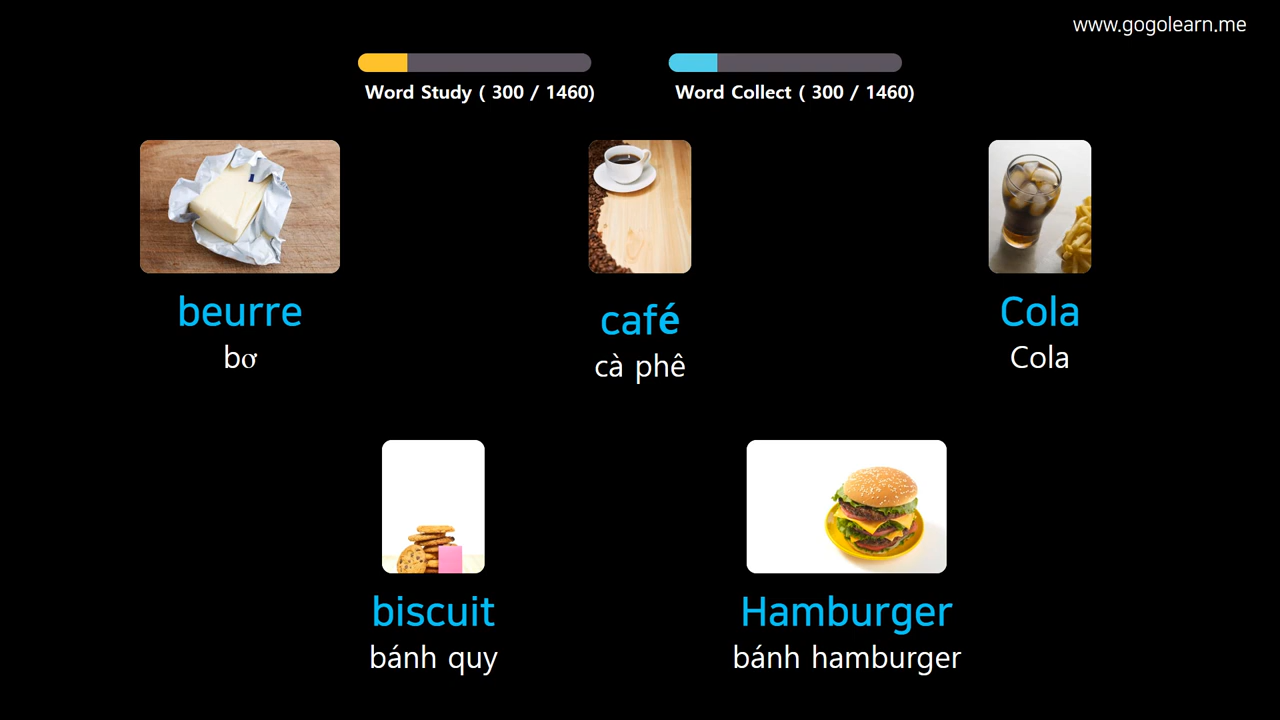 www.gogolearn.me
Word Study ( 300 / 1460)
Word Collect ( 300 / 1460)
beurre
bơ
café
cà phê
Cola
Cola
biscuit
bánh quy
Hamburger
bánh hamburger